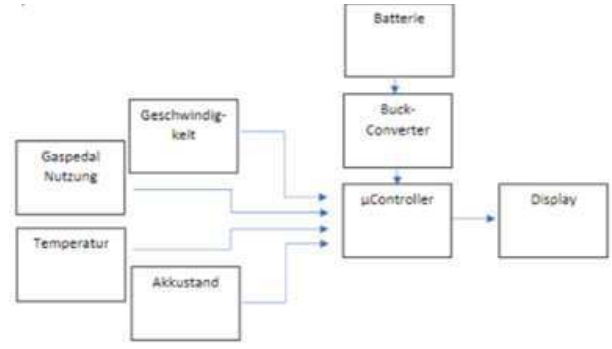 Batterie
Buck-
Converter
Geschwindig-
keit
Gaspedal
Nutzung
µController
Display
Temperatur
Akkustand